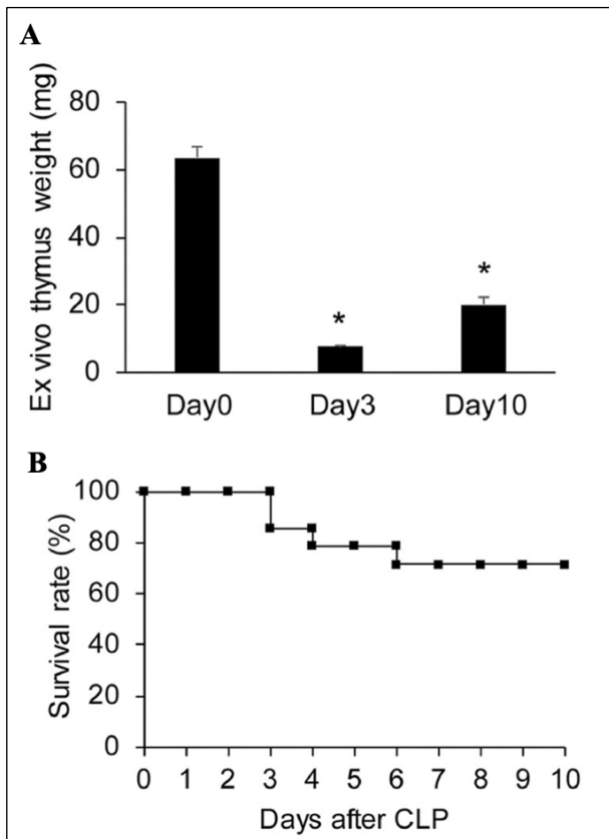 A
Ex vivo thymus weight (mg)
80
60
40
20
0
*
*
Day0 Day3 Day10
B
Survival rate (%)
100
80
60
40
20
0
0 1 2 3 4 5 6 7 8 9 10
Days after CLP